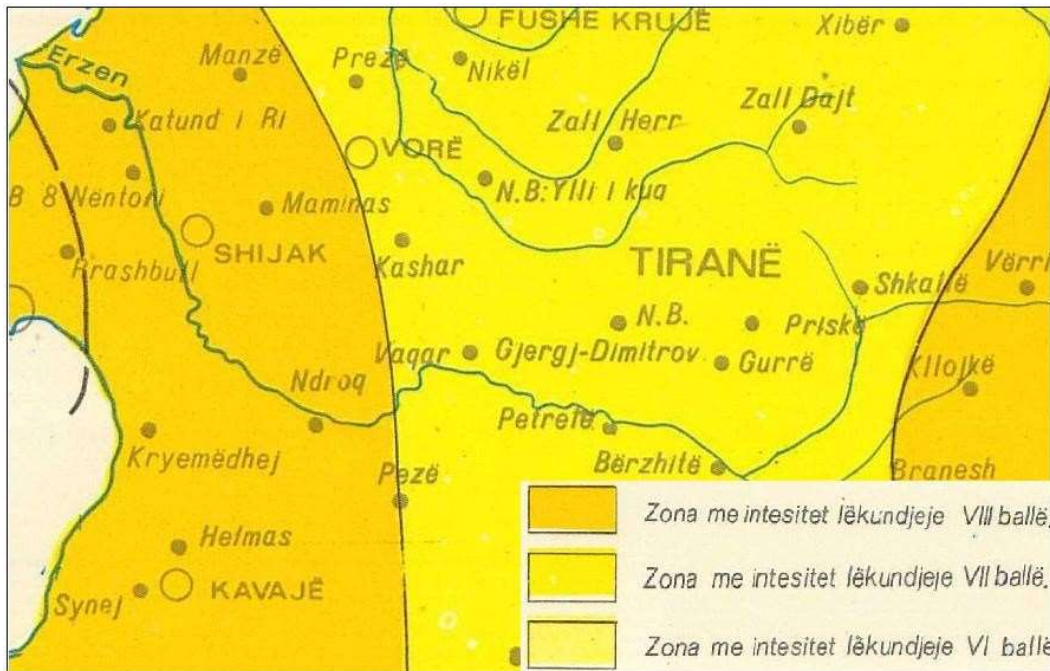 FUSHE KRUJË
Xibër
Erzen
Manzë
Prezë
Nikël
Zall Dajt
Katund i Ri
Zall Herr
VORË
B 8 Nëntori
N.B: Ylli i kuq
Maminas
SHIJAK
Kashar
TIRANË
Rrashbull
Shkallë
Vërri
N.B.
Priskë
Vaqar
Gjergj-Dimitrov
Gurrë
Ndroq
Kllojkë
Petrelë
Kryemëdhej
Bërzhitë
Pezë
Branesh
Helmas
KAVAJË
Synej
Zona me intesitet lëkundjeje VIII ballë,
Zona me intesitet lëkundjeje VII ballë.
Zona me intesitet lëkundjeje VI ballë